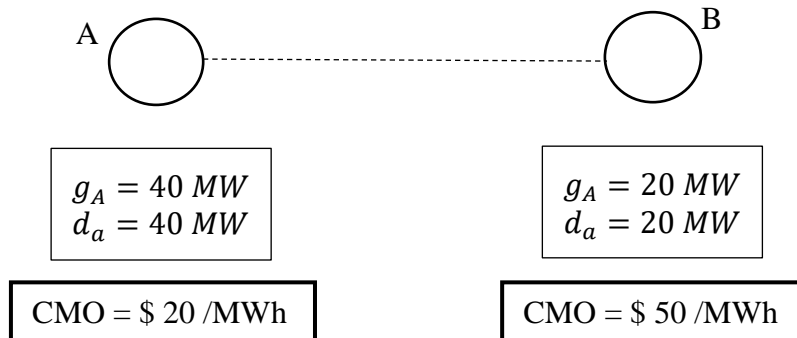 A
B
g_A = 40 MW
d_a = 40 MW
g_A = 20 MW
d_a = 20 MW
CMO = $ 20 /MWh
CMO = $ 50 /MWh